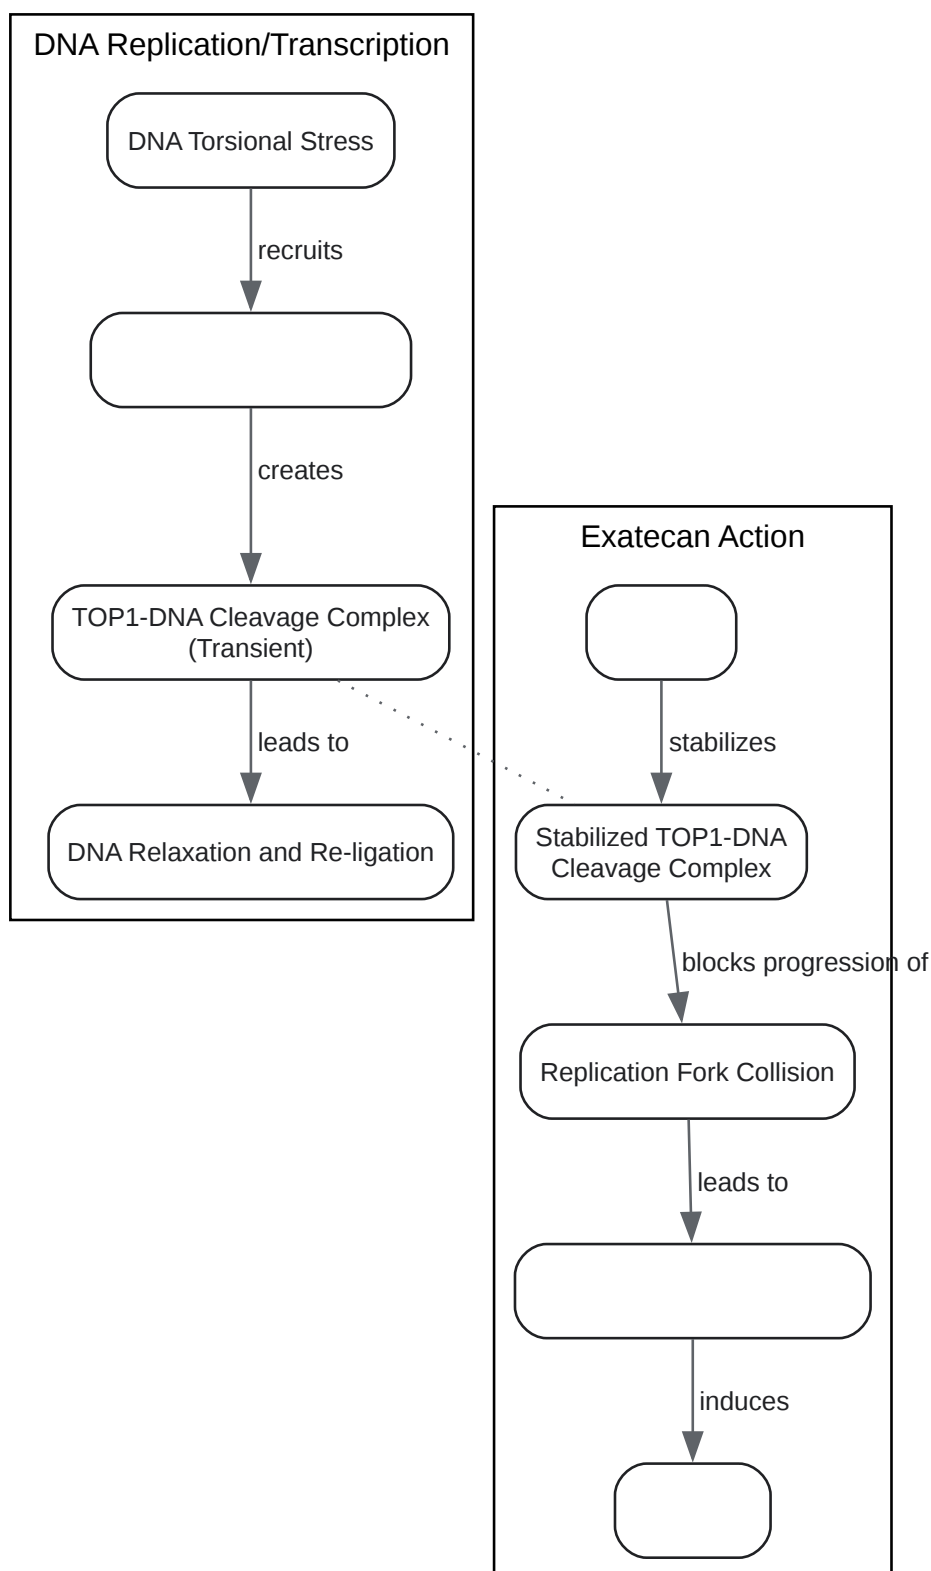 DNA Replication/Transcription
DNA Torsional Stress
recruits
creates
TOP1-DNA Cleavage Complex
(Transient)
leads to
DNA Relaxation and Re-ligation
Exatecan Action
stabilizes
Stabilized TOP1-DNA
Cleavage Complex
blocks progression of
Replication Fork Collision
leads to
induces